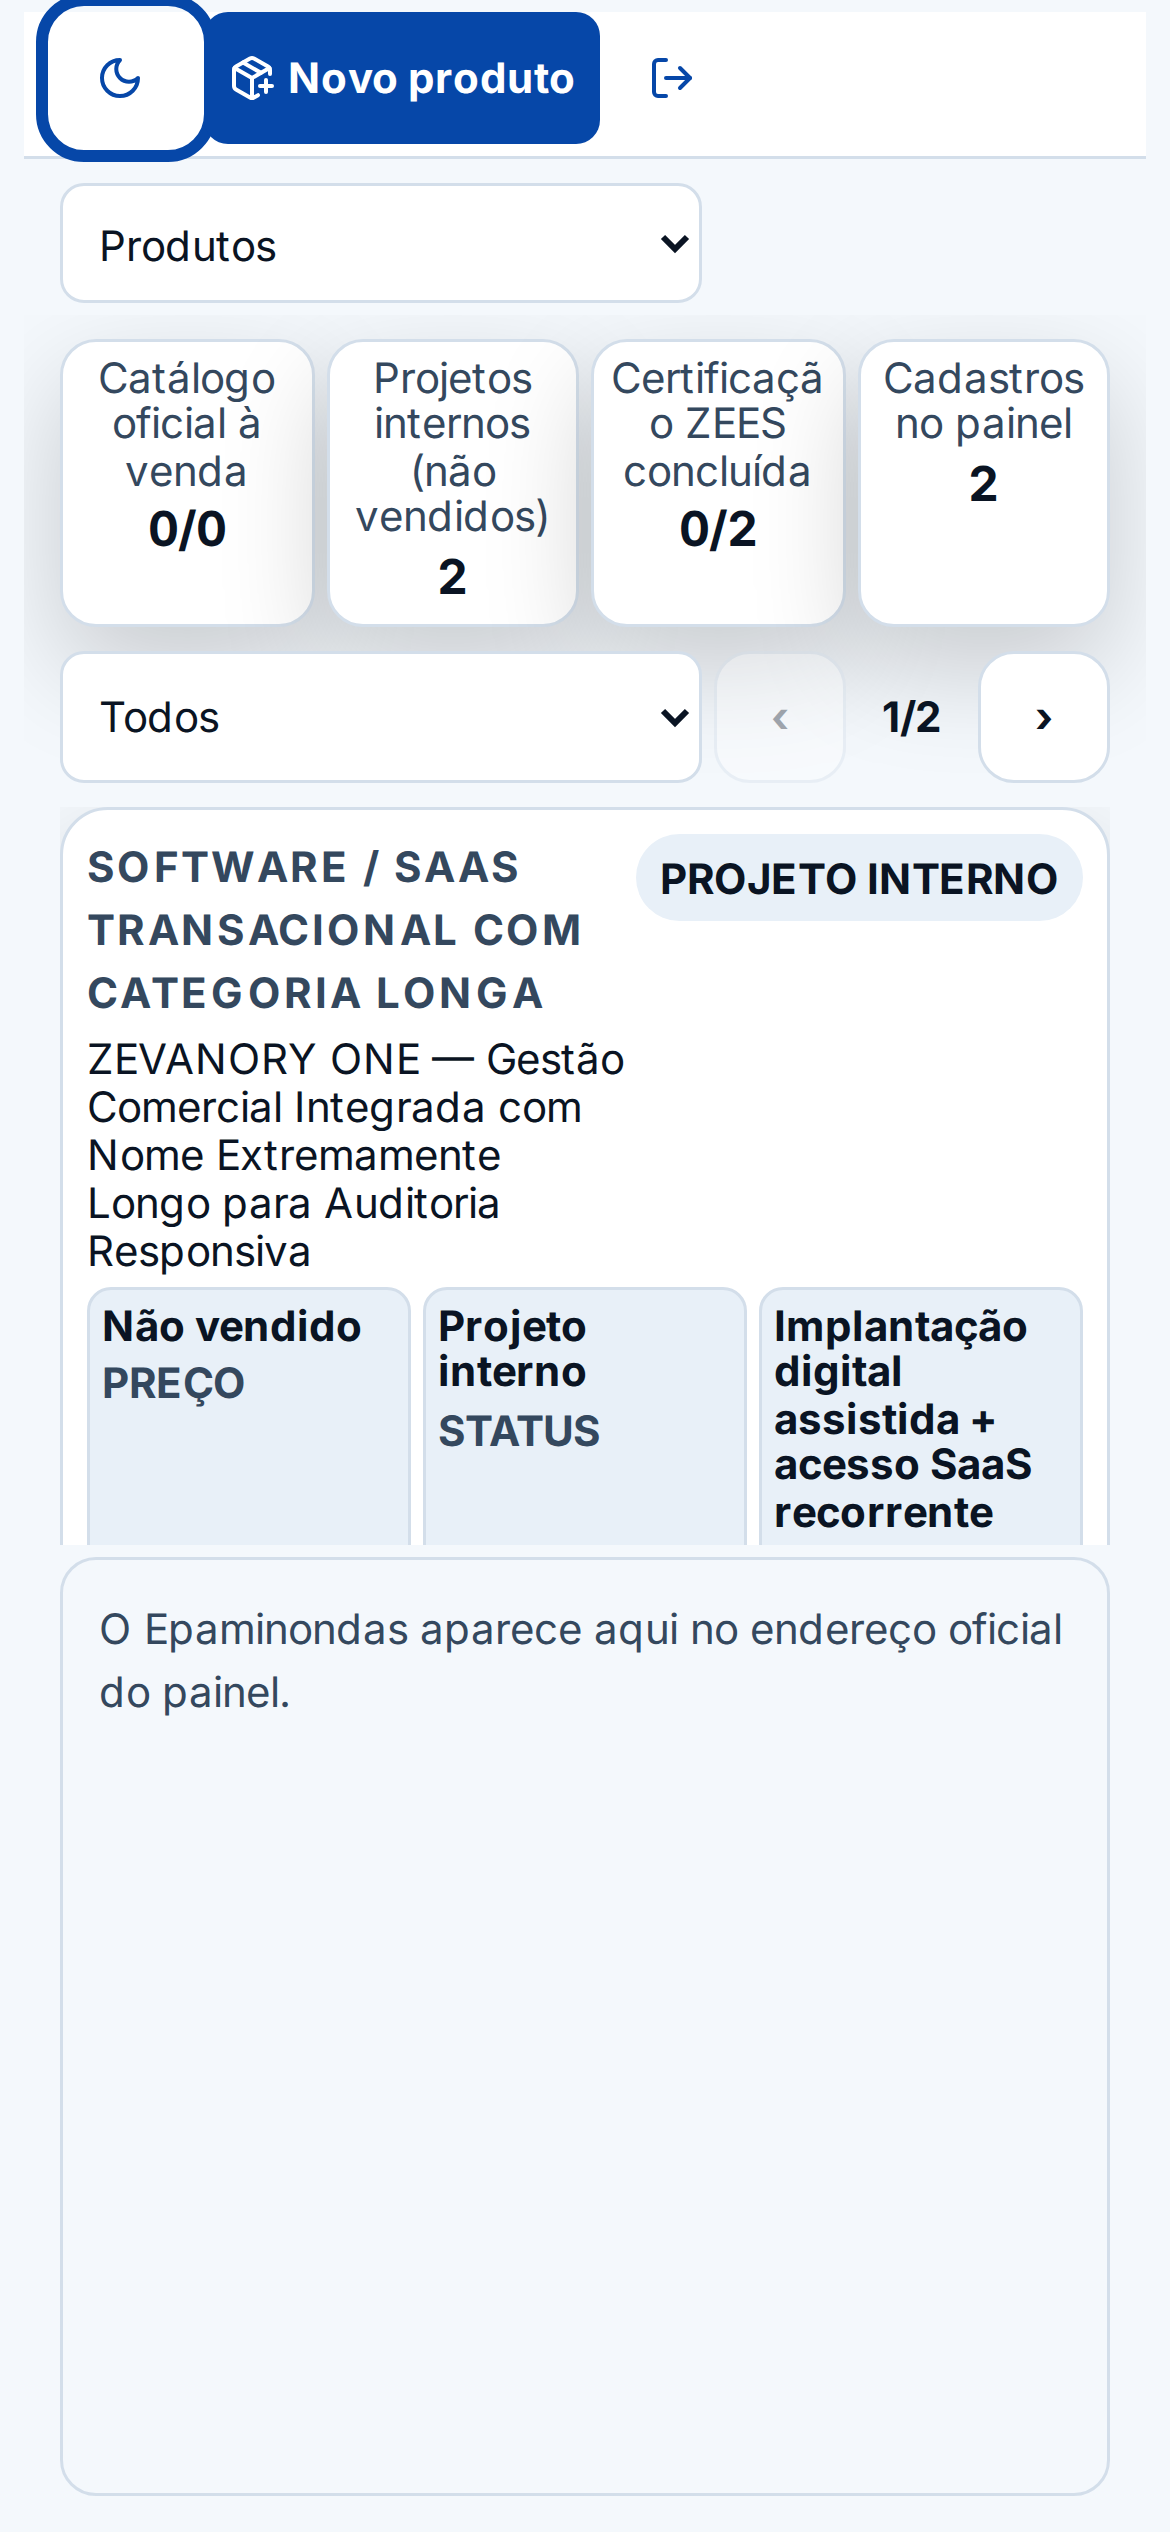 Novo produto
Produtos
Catálogo
oficial à
venda
0/0
Projetos
internos
(não
vendidos)
2
Certificaçã
o ZEES
concluída
0/2
Cadastros
no painel
2
Todos
‹
1/2
›
SOFTWARE / SAAS
TRANSACIONAL COM
CATEGORIA LONGA
PROJETO INTERNO
ZEVANORY ONE — Gestão
Comercial Integrada com
Nome Extremamente
Longo para Auditoria
Responsiva
Não vendido
PREÇO
Projeto
interno
STATUS
Implantação
digital
assistida +
acesso SaaS
recorrente
O Epaminondas aparece aqui no endereço oficial
do painel.